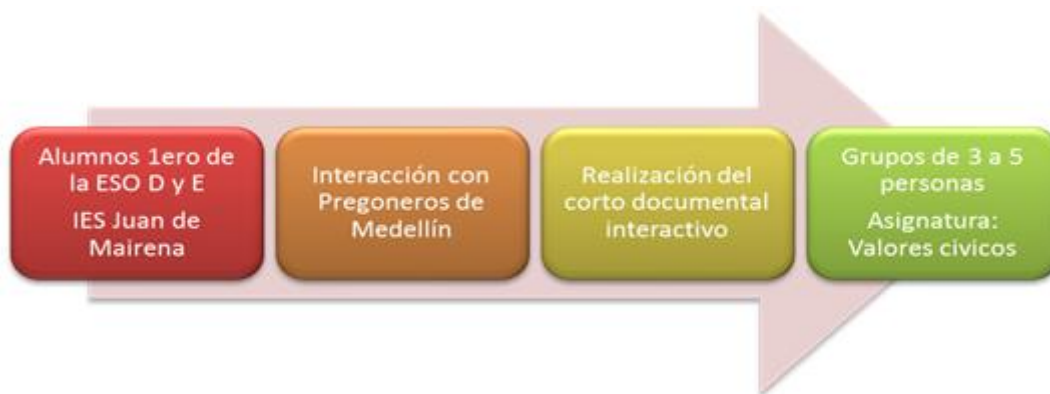 Alumnos 1ero de
la ESO D y E
IES Juan de
Mairena
Interacción con
Pregoneros de
Medellín
Realización del
corto documental
interactivo
Grupos de 3 a 5
personas
Asignatura:
Valores civicos